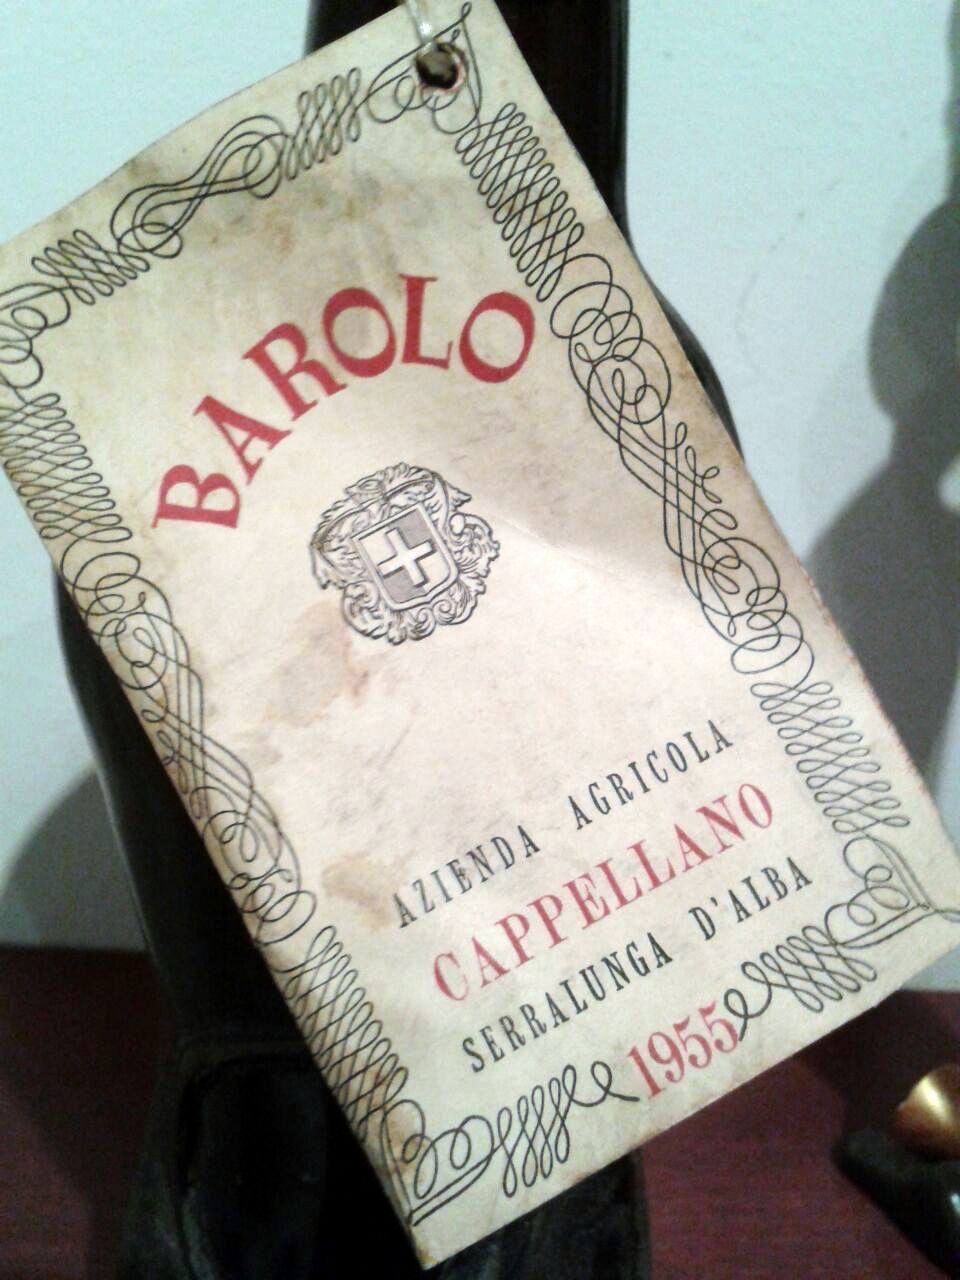 BAROLO
AZIENDA AGRICOLA
CAPPELLANO
SERRALUNGA D'ALBA
1955